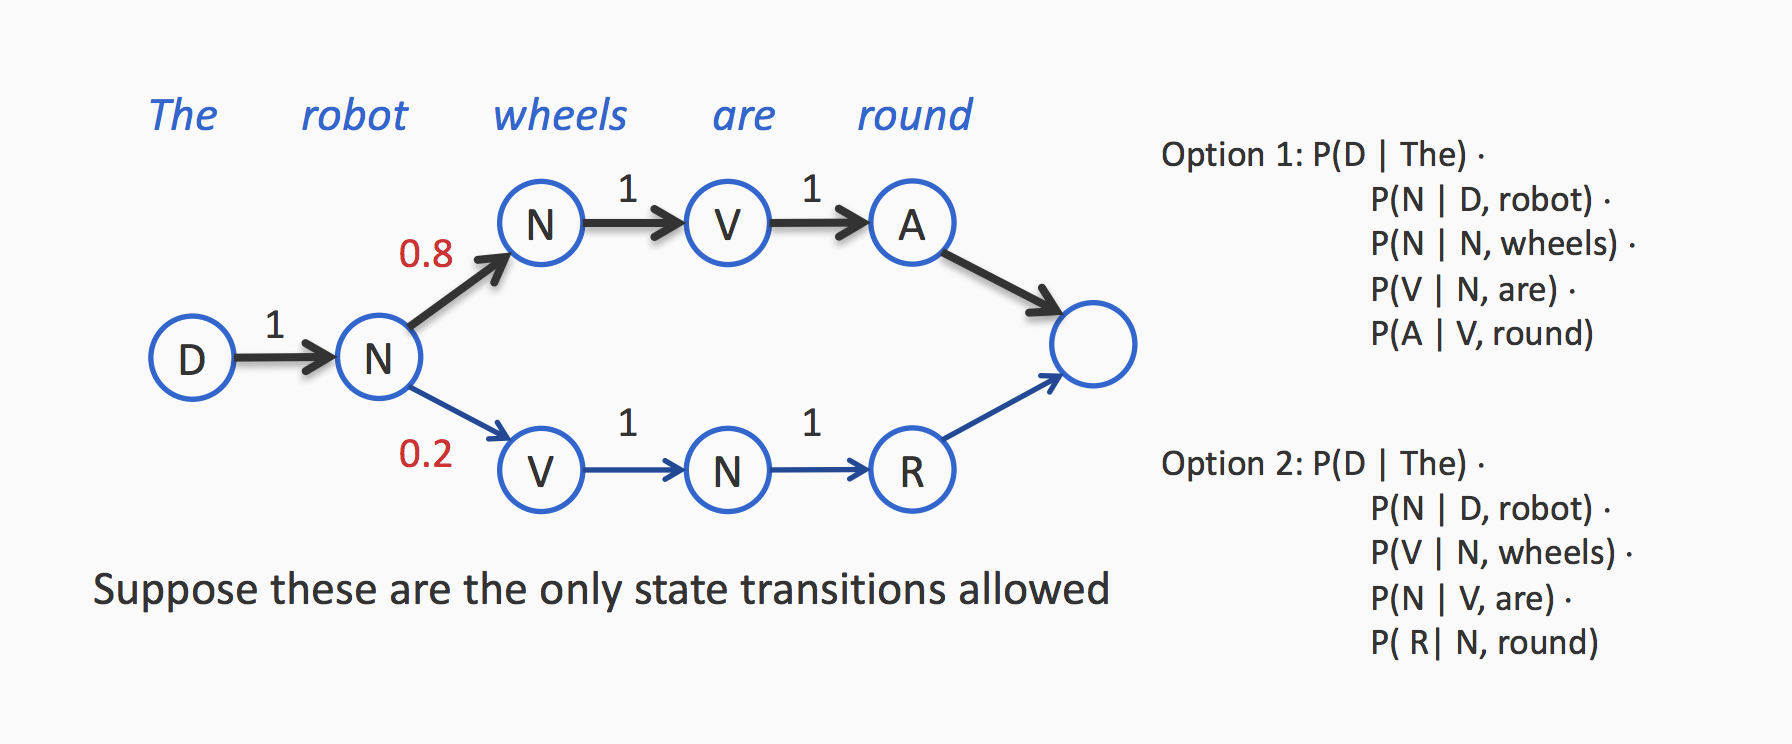 The robot wheels are round
Option 1: P(D | The) ·
P(N | D, robot) ·
P(N | N, wheels) ·
P(V | N, are) ·
P(A | V, round)
1 1
N V A
0.8
1
D N
0.2
1 1
V N R
Option 2: P(D | The) ·
P(N | D, robot) ·
P(V | N, wheels) ·
P(N | V, are) ·
P( R| N, round)
Suppose these are the only state transitions allowed